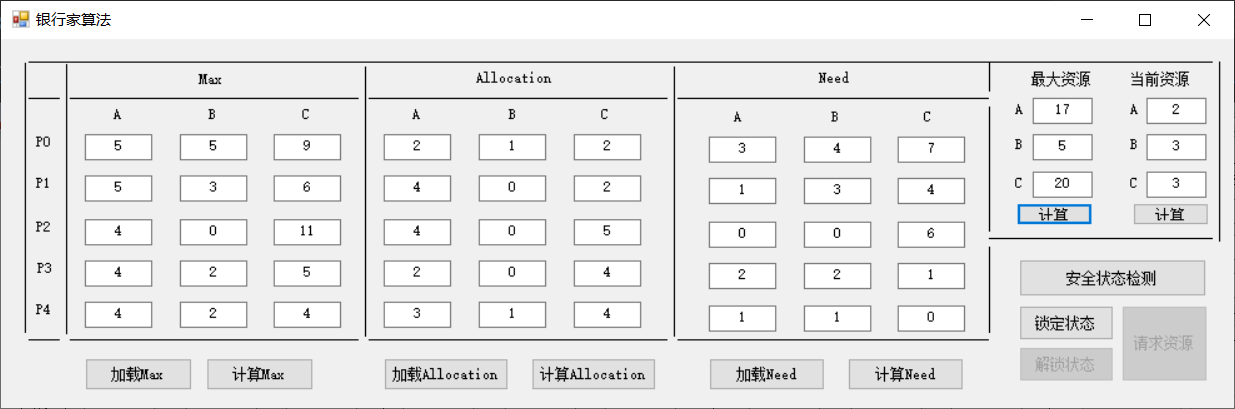 银行家算法
Max Allocation Need 最大资源 当前资源
A B C A B C A B C A 17 A 2
P0 5 5 9 2 1 2 3 4 7 B 5 B 3
P1 5 3 6 4 0 2 1 3 4 C 20 C 3
计算 计算
P2 4 0 11 4 0 5 0 0 6
P3 4 2 5 2 0 4 2 2 1 安全状态检测
P4 4 2 4 3 1 4 1 1 0 锁定状态 请求资源
解锁状态
加载Max 计算Max 加载Allocation 计算Allocation 加载Need 计算Need